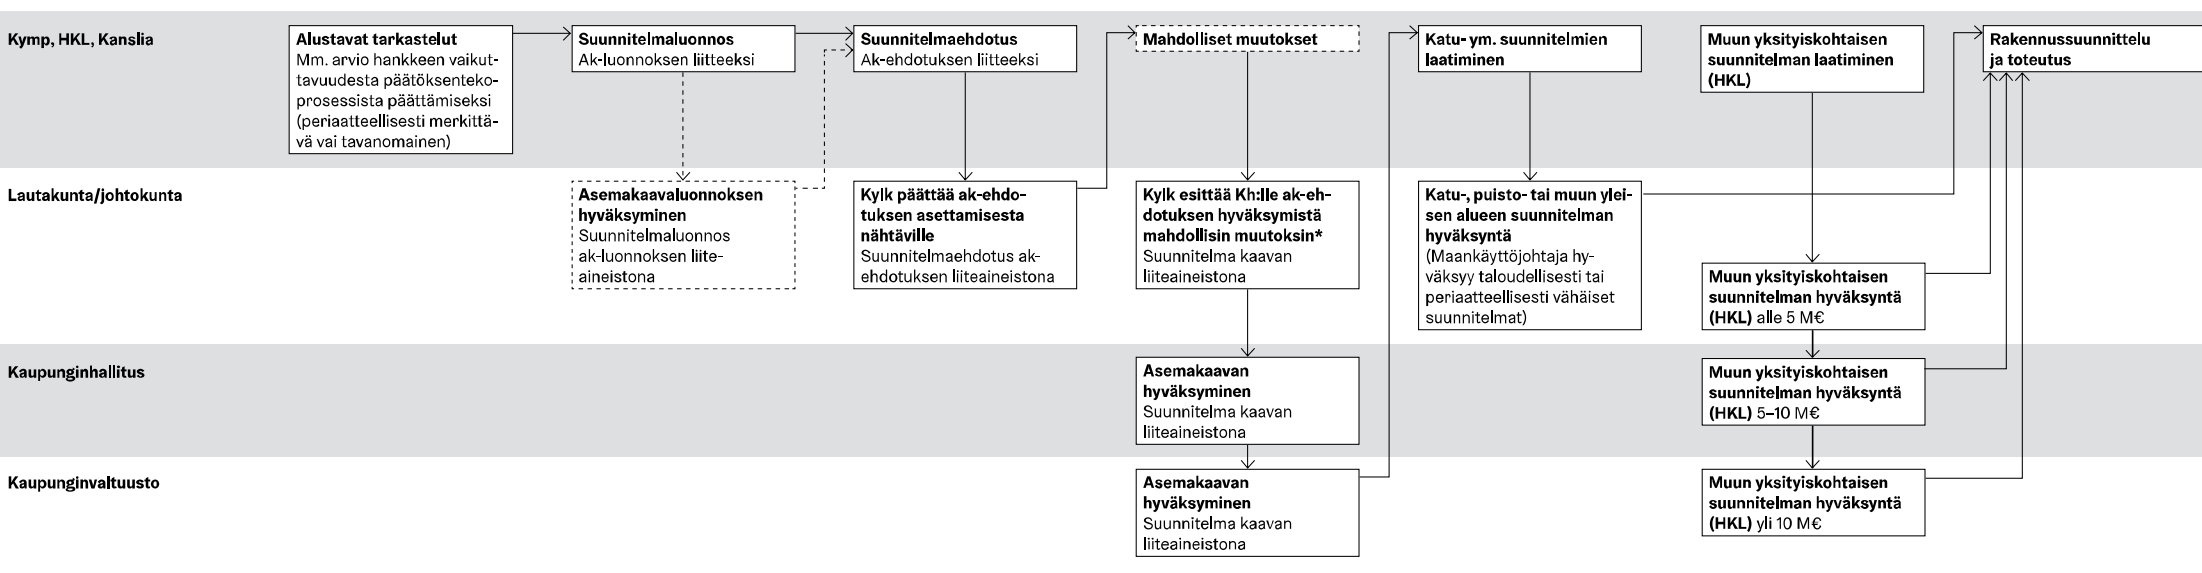 Kymp, HKL, Kanslia
Alustavat tarkastelut
Mm. arvio hankkeen vaikut-
tavuudesta päätöksenteko-
prosessista päättämiseksi
(periaatteellisesti merkittä-
vä vai tavanomainen)
Suunnitelmaluonnos
Ak-luonnoksen liitteeksi
Suunnitelmaehdotus
Ak-ehdotuksen liitteeksi
Mahdolliset muutokset
Katu- ym. suunnitelmien
laatiminen
Muun yksityiskohtaisen
suunnitelman laatiminen
(HKL)
Rakennussuunnittelu
ja toteutus
Lautakunta/johtokunta
Asemakaavaluonnoksen
hyväksyminen
Suunnitelmaluonnos
ak-luonnoksen liite-
aineistona
Kylk päättää ak-ehdo-
tuksen asettamisesta
nähtäville
Suunnitelmaehdotus ak-
ehdotuksen liiteaineistona
Kylk esittää Kh:lle ak-eh-
dotuksen hyväksymistä
mahdollisin muutoksin*
Suunnitelma kaavan
liiteaineistona
Katu-, puisto- tai muun ylei-
sen alueen suunnitelman
hyväksyntä
(Maankäyttöjohtaja hy-
väksyy taloudellisesti tai
periaatteellisesti vähäiset
suunnitelmat)
Muun yksityiskohtaisen
suunnitelman hyväksyntä
(HKL) alle 5 M€
Kaupunginhallitus
Asemakaavan
hyväksyminen
Suunnitelma kaavan
liiteaineistona
Muun yksityiskohtaisen
suunnitelman hyväksyntä
(HKL) 5–10 M€
Kaupunginvaltuusto
Asemakaavan
hyväksyminen
Suunnitelma kaavan
liiteaineistona
Muun yksityiskohtaisen
suunnitelman hyväksyntä
(HKL) yli 10 M€